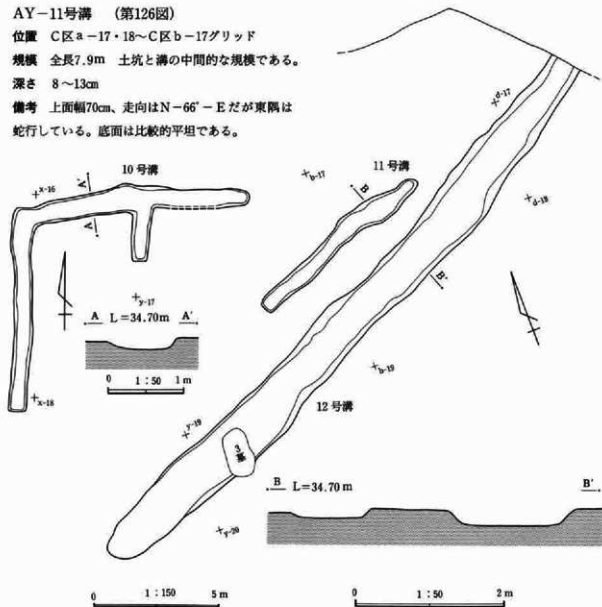 AY−11号溝　(第126図)
位置　C区a−17・18〜C区b−17グリッド
規模　全長7.9m　土坑と溝の中間的な規模である。
深さ　8〜13cm
備考　上面幅70cm、走向はN−66°−Eだが東隅は
蛇行している。底面は比較的平坦である。
10号溝
x-16
A'
A
y-17
A　L=34.70m　A'
0　1：50　1m
x-18
11号溝
b-17
B
d-17
d-18
B'
b-19
12号溝
y-19
y-20
B　L=34.70m　B'
0　1：150　5m
0　1：50　2m